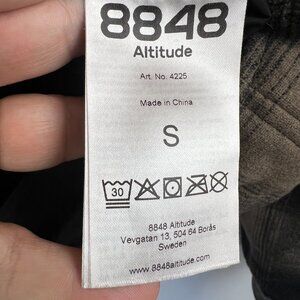 8848
Altitude
Art. No. 4225
Made in China
S
30
8848 Altitude
Vevgatan 13, 504 64 Borås
Sweden
www.8848altitude.com